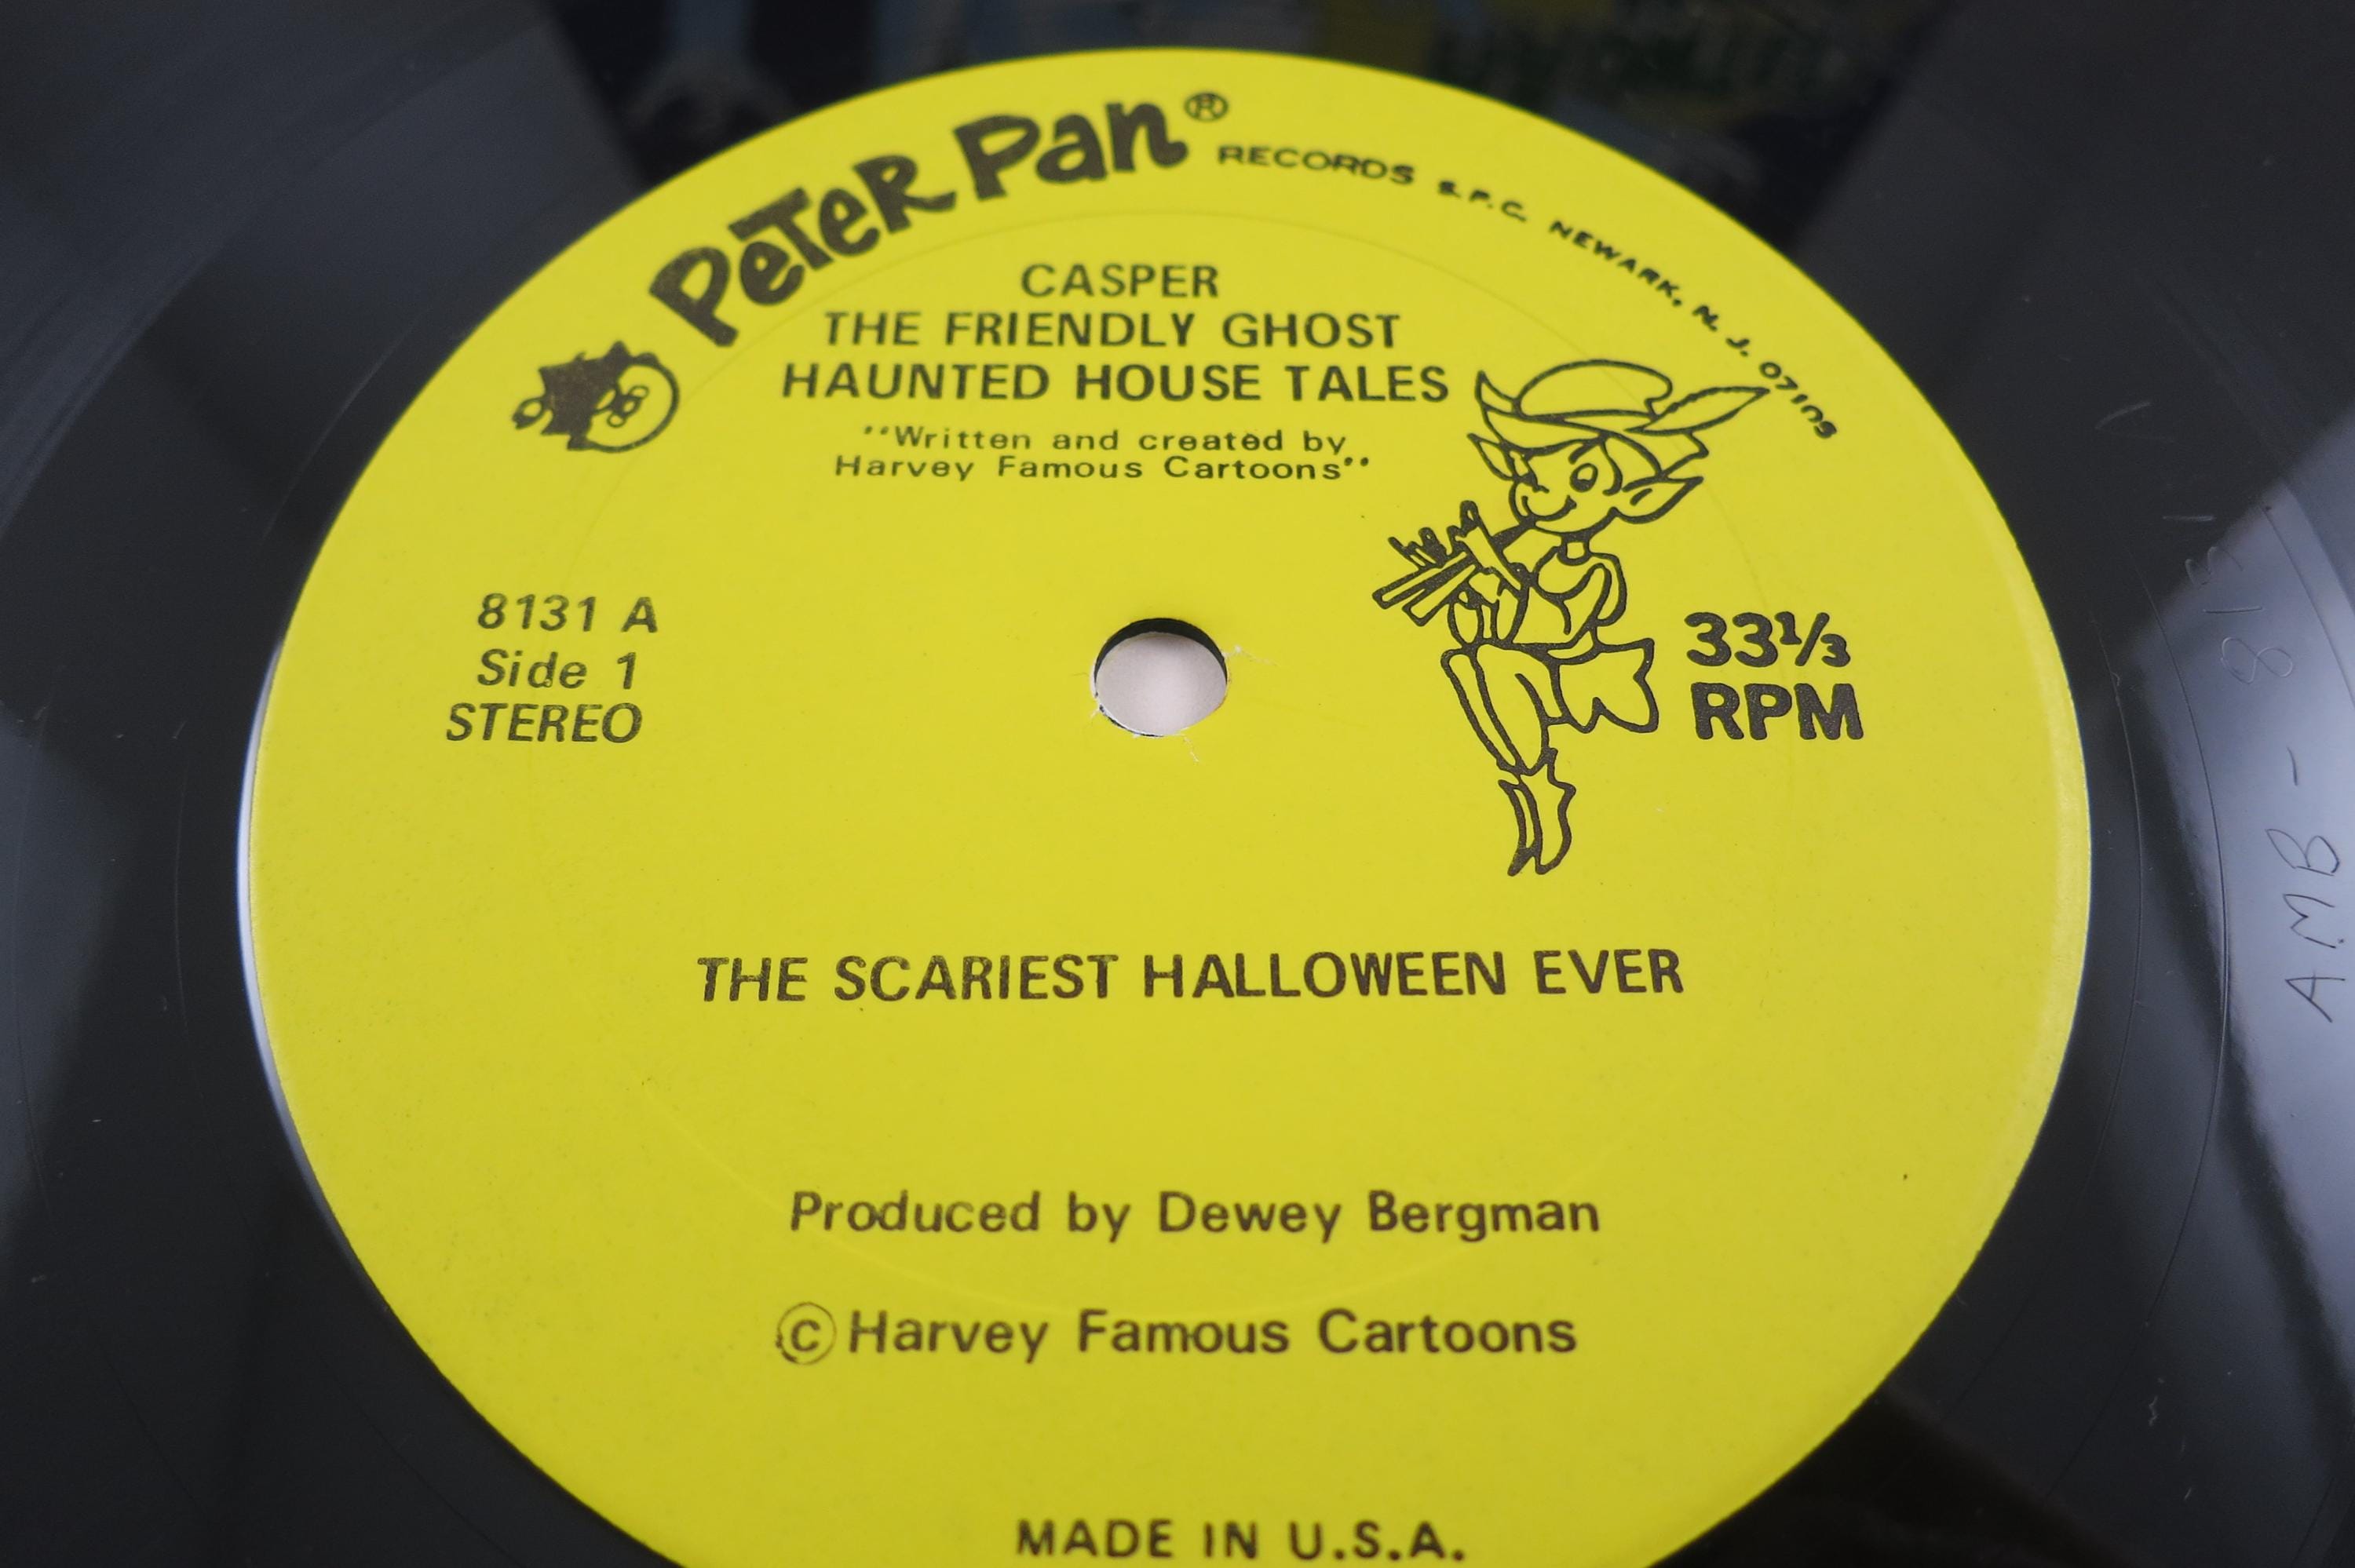 Peter Pan® RECORDS S.P.C. NEWARK, N. J. 07105
CASPER
THE FRIENDLY GHOST
HAUNTED HOUSE TALES
"Written and created by
Harvey Famous Cartoons"
8131 A
Side 1
STEREO
33⅓
RPM
THE SCARIEST HALLOWEEN EVER
Produced by Dewey Bergman
© Harvey Famous Cartoons
MADE IN U.S.A.
AMB -